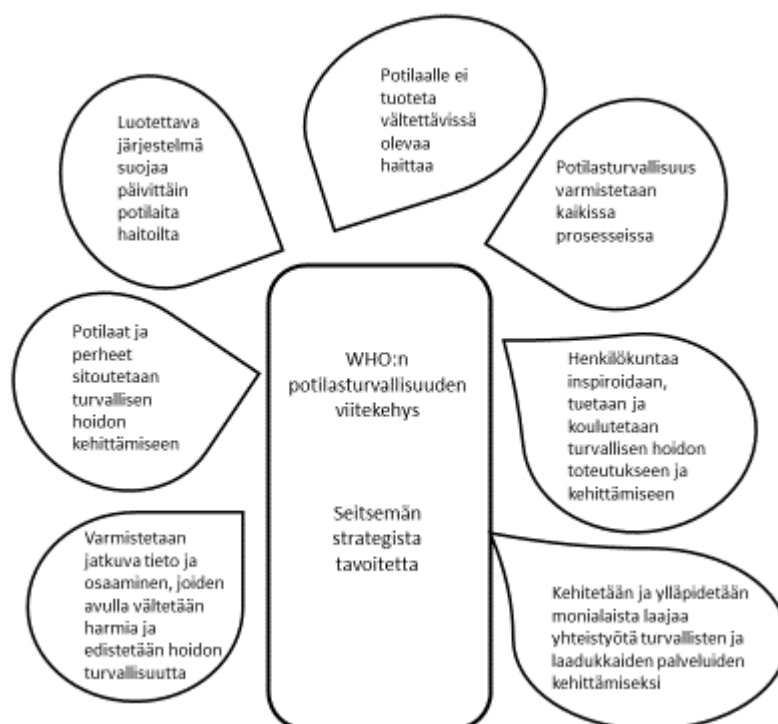 Potilaalle ei
tuoteta
vältettävissä
olevaa
haittaa
Luotettava
järjestelmä
suojaa
päivittäin
potilaita
haitoilta
Potilasturvallisuus
varmistetaan
kaikissa
prosesseissa
Potilaat ja
perheet
sitoutetaan
turvallisen
hoidon
kehittämiseen
WHO:n
potilasturvallisuuden
viitekehys
Seitsemän
strategista
tavoitetta
Henkilökuntaa
inspiroidaan,
tuetaan ja
koulutetaan
turvallisen hoidon
toteutukseen ja
kehittämiseen
Varmistetaan
jatkuva tieto ja
osaaminen, joiden
avulla vältetään
harmia ja
edistetään hoidon
turvallisuutta
Kehitetään ja ylläpidetään
monialaista laajaa
yhteistyötä turvallisten ja
laadukkaiden palveluiden
kehittämiseksi